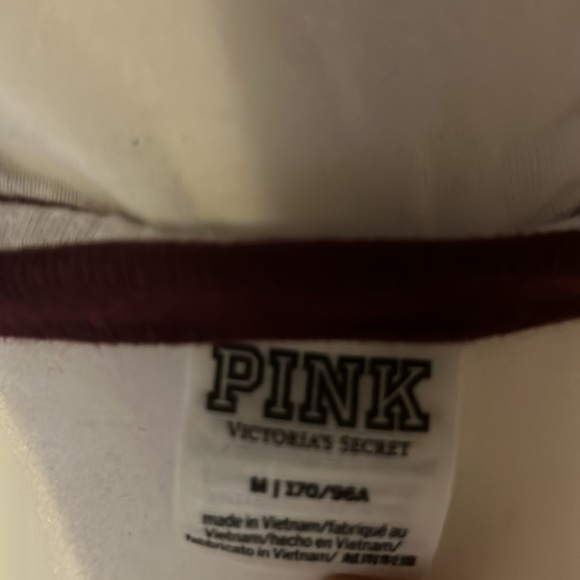 PINK
VICTORIA'S SECRET
M | 170/96A
made in Vietnam/fabriqué au
Vietnam/hecho en Vietnam/
fabbricato in Vietnam/